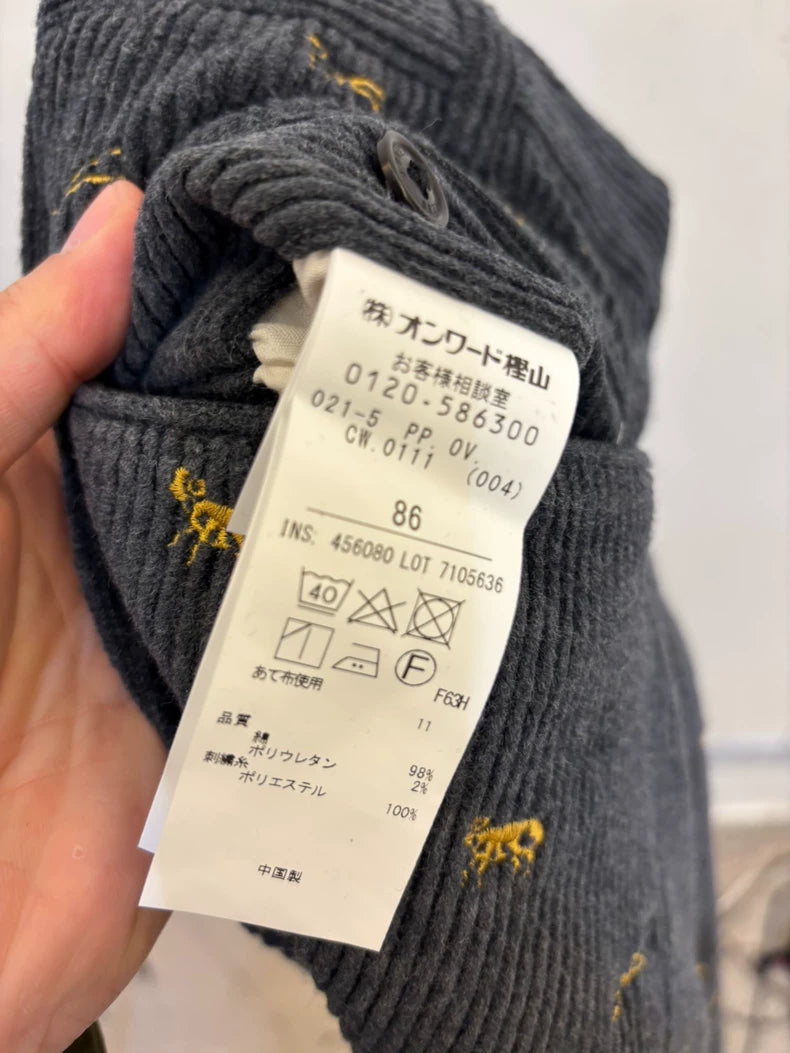 ㈱オンワード樫山
お客様相談室
0120-586300
021-5 PP. OV.
CW.0111 (004)
86
INS: 456080 LOT 7105636
40
F
あて布使用
F63H
11
品質
綿 98%
ポリウレタン 2%
刺繍糸
ポリエステル 100%
中国製